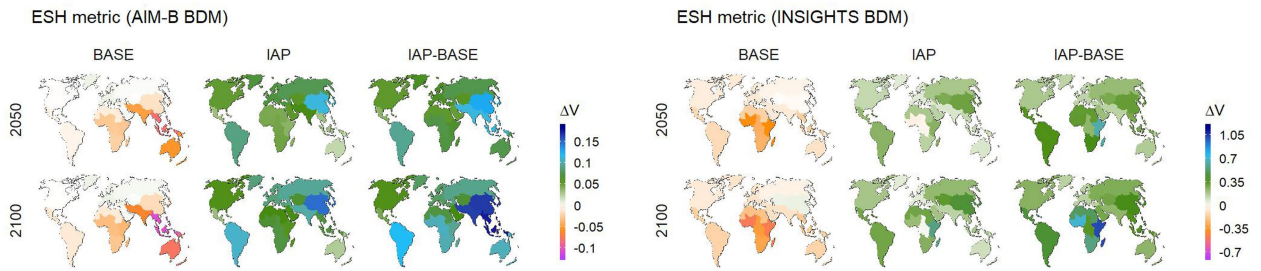 ESH metric (AIM-B BDM)
BASE
IAP
IAP-BASE
2050
2100
ΔV
0.15
0.1
0.05
0
-0.05
-0.1
ESH metric (INSIGHTS BDM)
BASE
IAP
IAP-BASE
2050
2100
ΔV
1.05
0.7
0.35
0
-0.35
-0.7